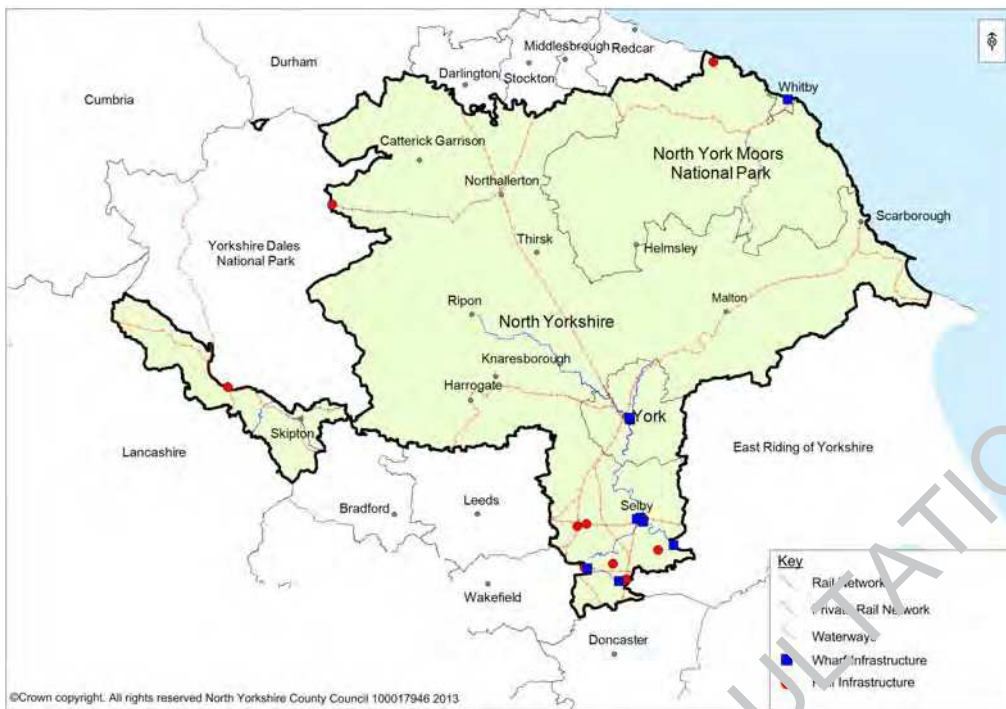 Middlesbrough
Redcar
Durham
Darlington
Stockton
Cumbria
Whitby
Catterick Garrison
North York Moors
National Park
Northallerton
Scarborough
Yorkshire Dales
National Park
Thirsk
Helmsley
Ripon
North Yorkshire
Malton
Knaresborough
Harrogate
York
Skipton
East Riding of Yorkshire
Lancashire
Bradford
Leeds
Selby
Wakefield
Doncaster
Key
Rail Network
Private Rail Network
Waterways
Wharf Infrastructure
Rail Infrastructure
©Crown copyright. All rights reserved North Yorkshire County Council 100017946 2013
ULTATIO